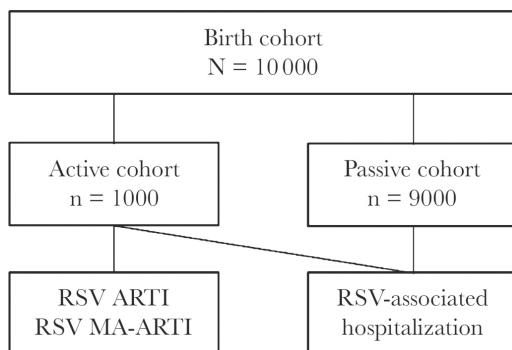 Birth cohort
N = 10 000
Active cohort
n = 1000
Passive cohort
n = 9000
RSV ARTI
RSV MA-ARTI
RSV-associated
hospitalization